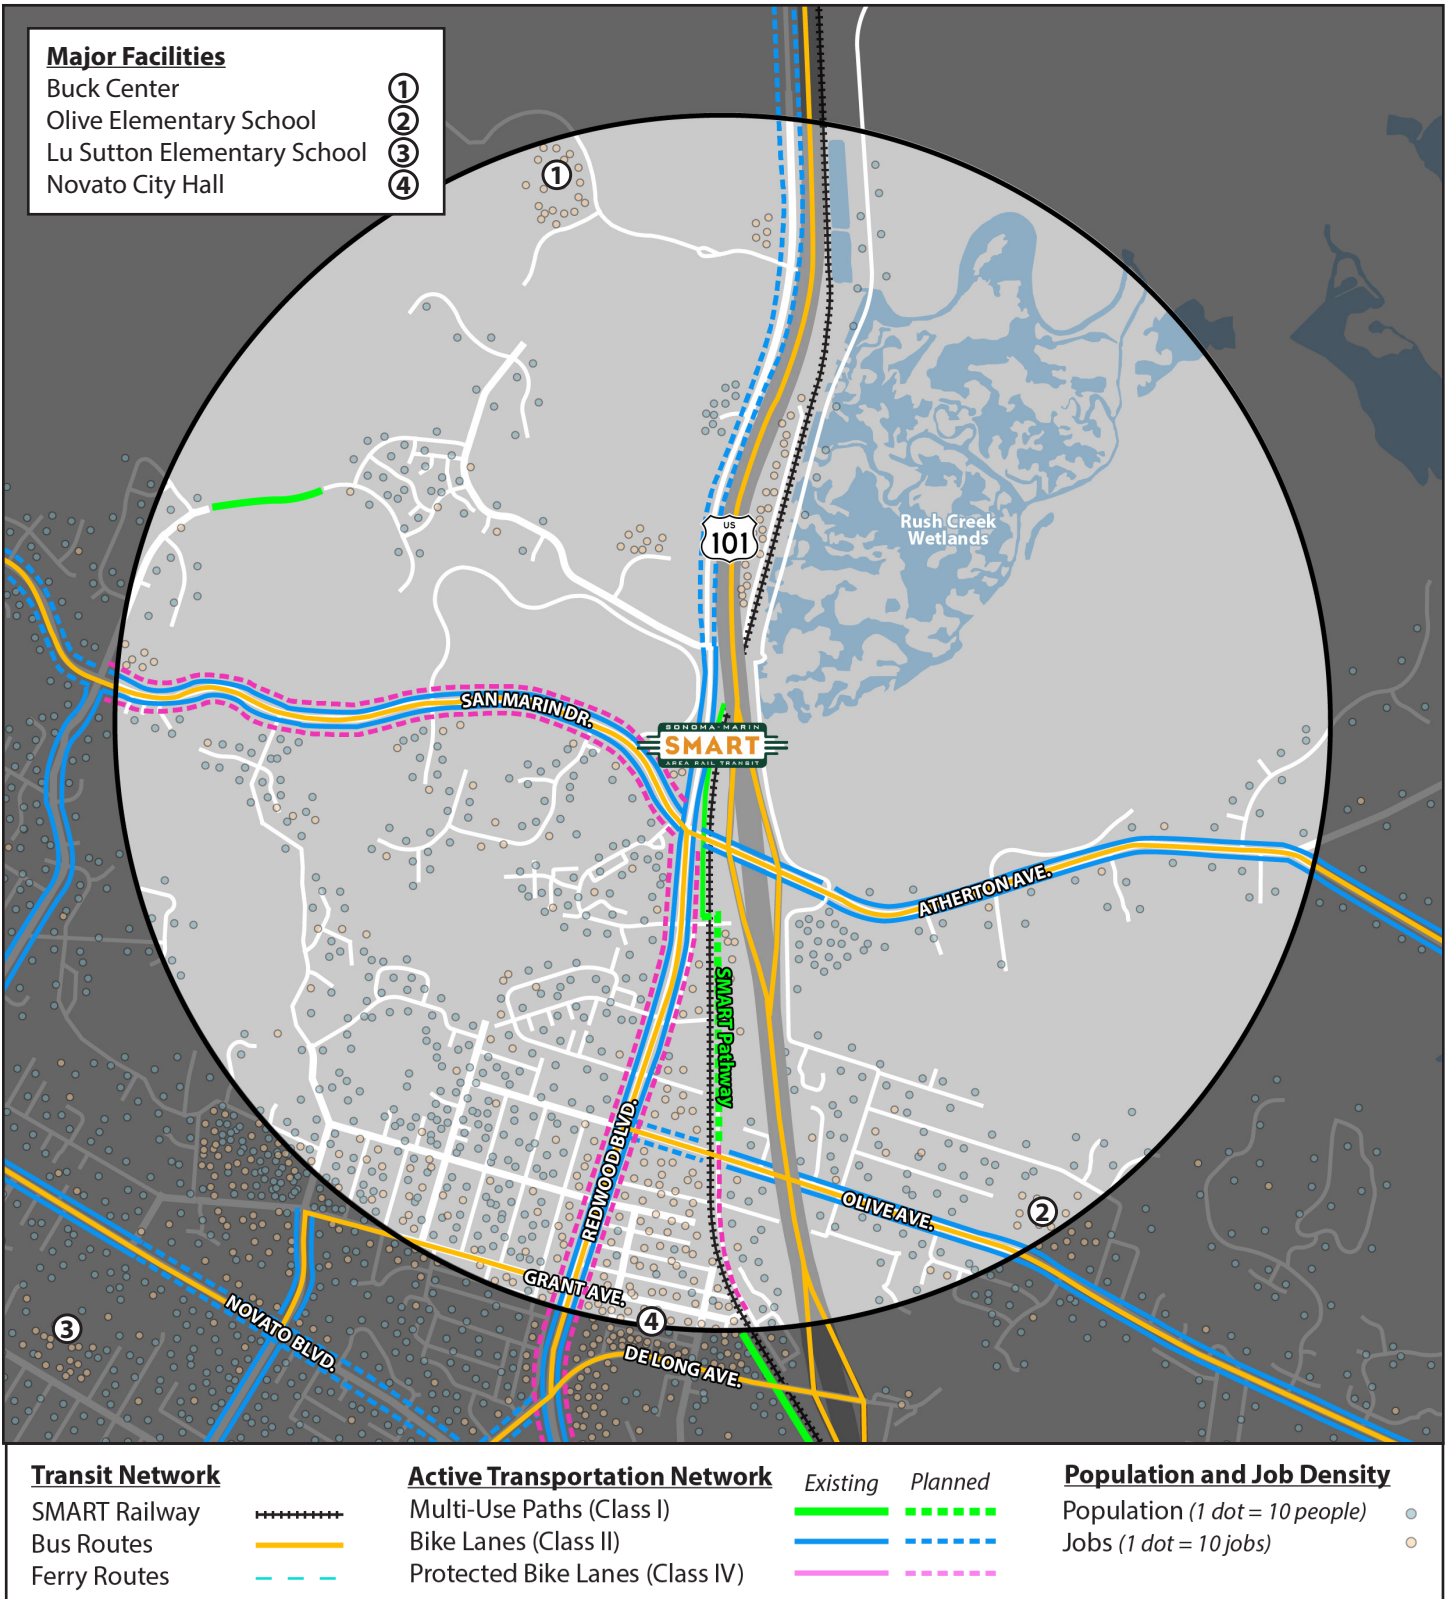 Major Facilities
Buck Center 1
Olive Elementary School 2
Lu Sutton Elementary School 3
Novato City Hall 4
1
Rush Creek
Wetlands
US
101
SAN MARIN DR.
SONOMA-MARIN
SMART
AREA RAIL TRANSIT
ATHERTON AVE.
SMART Pathway
REDWOOD BLVD.
OLIVE AVE.
2
GRANT AVE.
4
3
NOVATO BLVD.
DE LONG AVE.
Transit Network
SMART Railway
Bus Routes
Ferry Routes
Active Transportation Network Existing Planned
Multi-Use Paths (Class I)
Bike Lanes (Class II)
Protected Bike Lanes (Class IV)
Population and Job Density
Population (1 dot = 10 people)
Jobs (1 dot = 10 jobs)